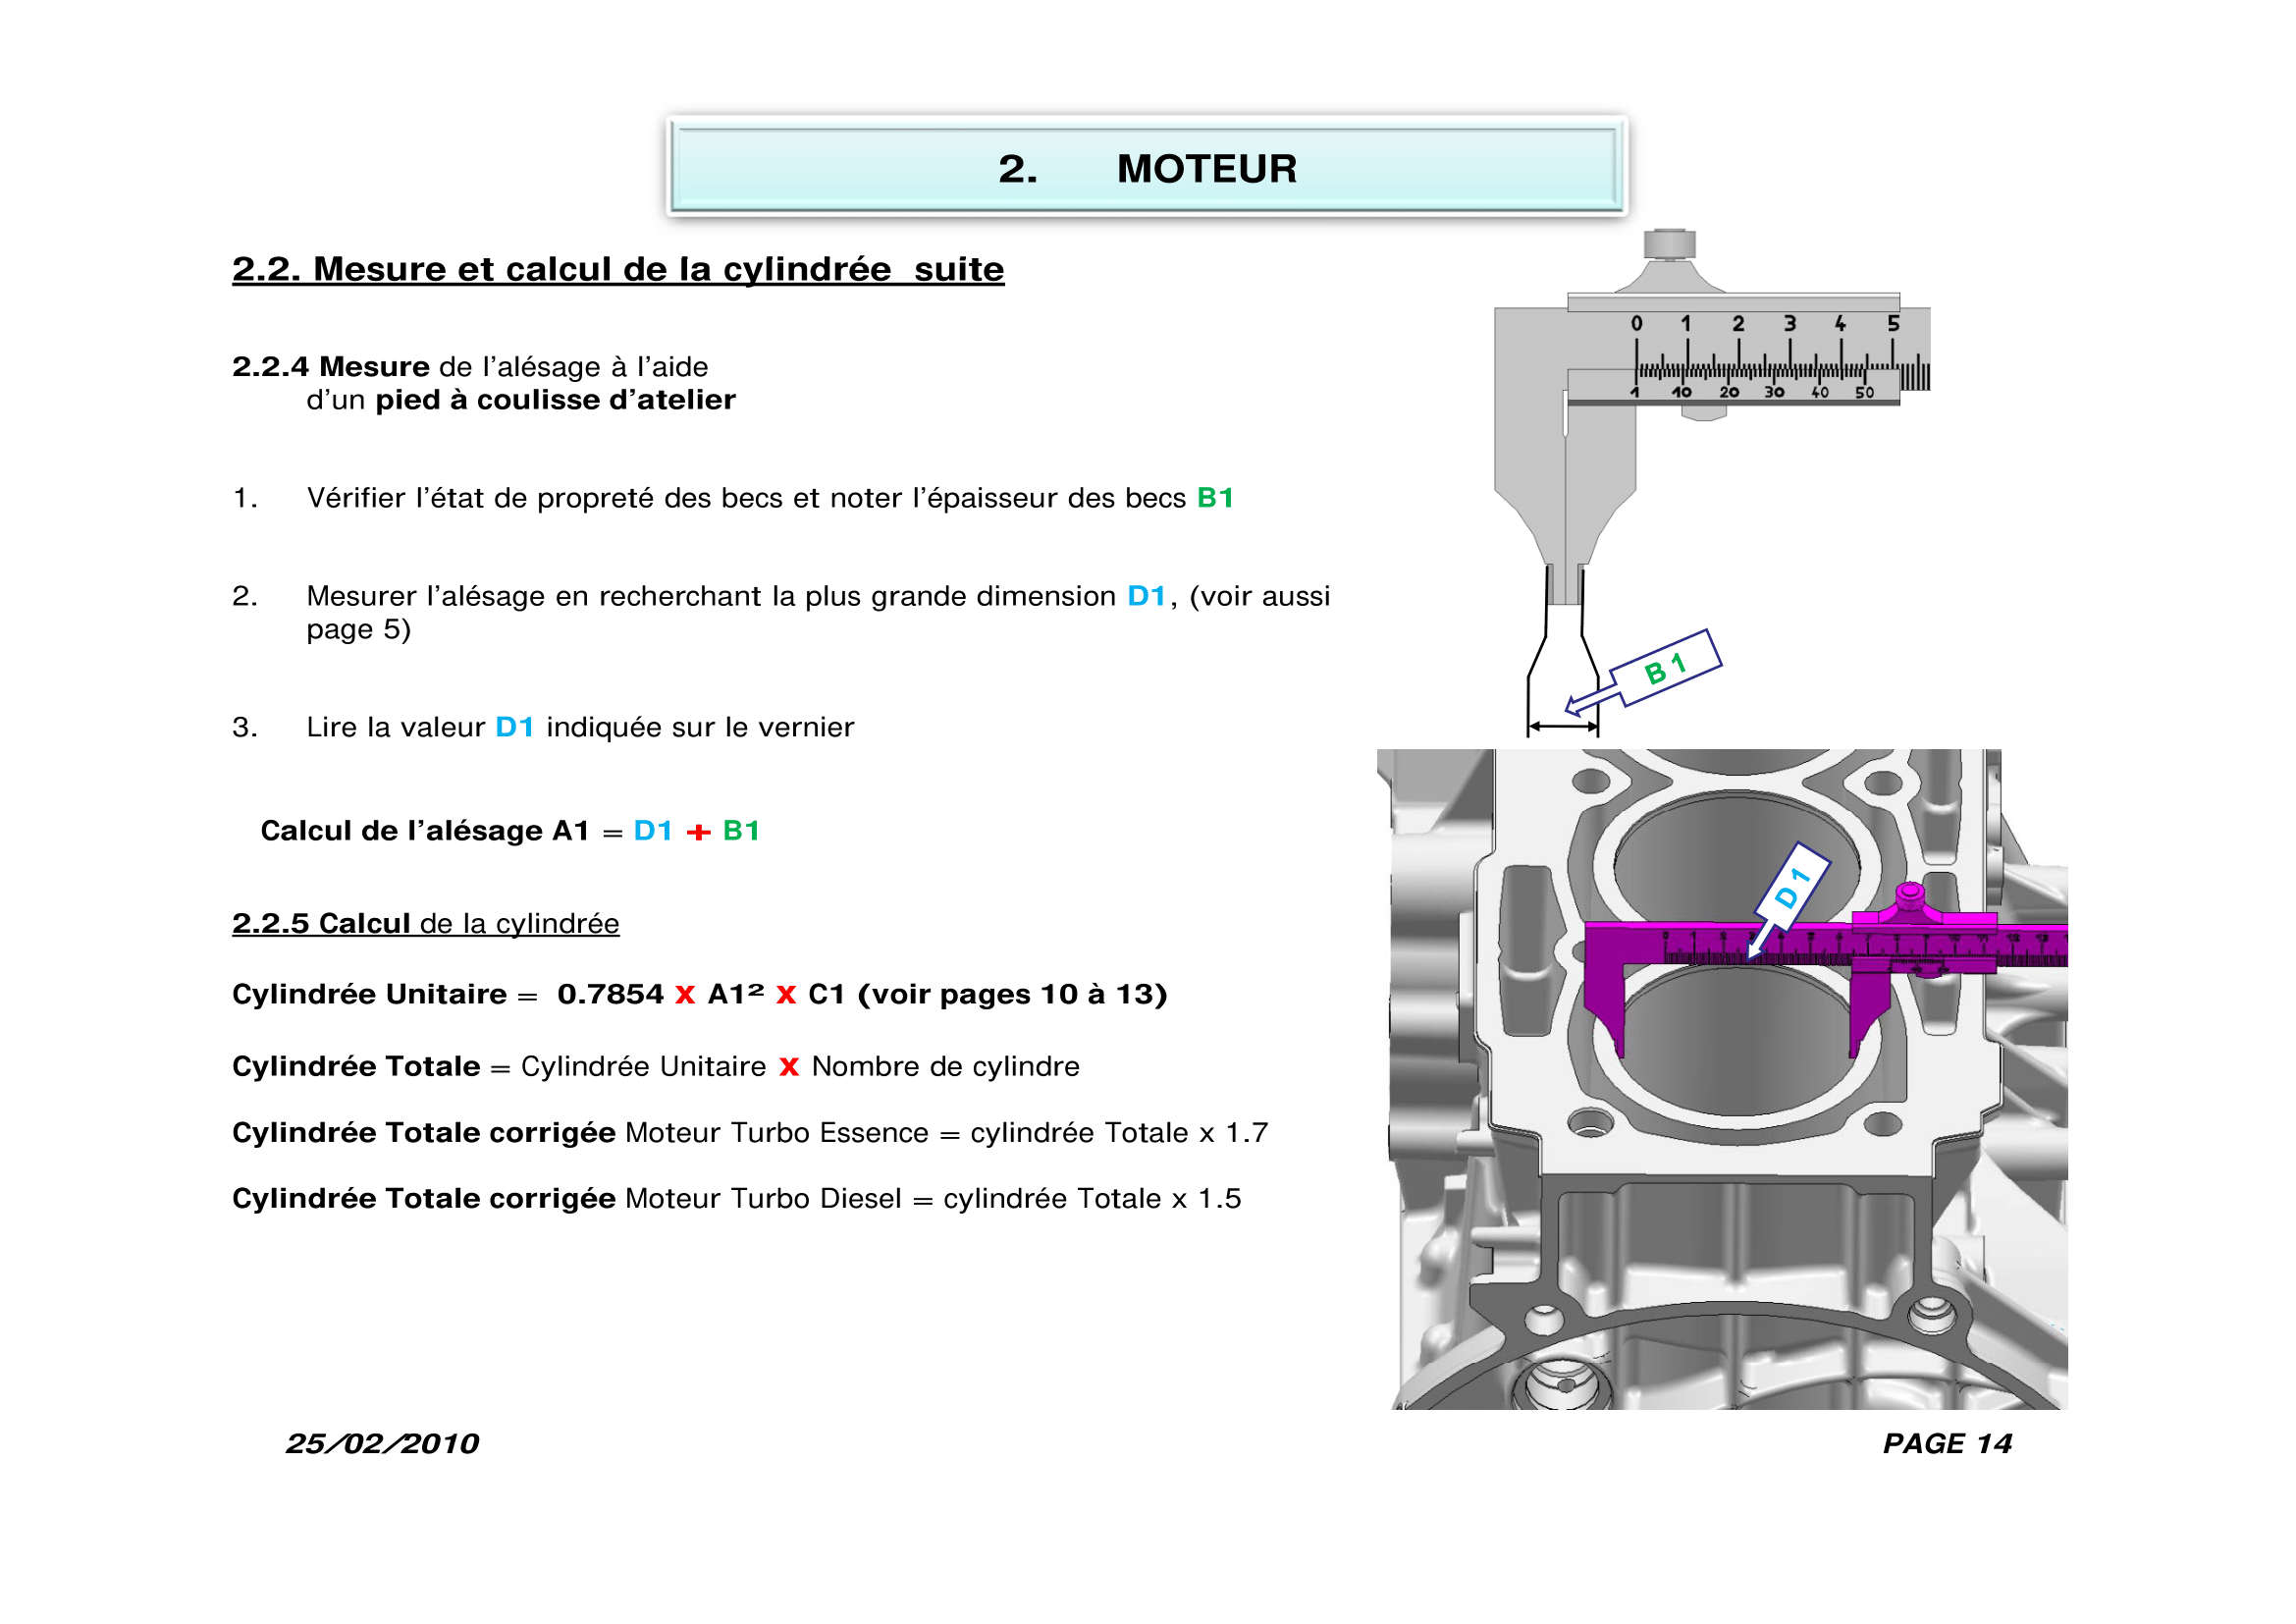 2. MOTEUR
2.2. Mesure et calcul de la cylindrée suite
2.2.4 Mesure de l'alésage à l'aide
d'un pied à coulisse d'atelier
0 1 2 3 4 5
1 10 20 30 40 50
1. Vérifier l'état de propreté des becs et noter l'épaisseur des becs B1
2. Mesurer l'alésage en recherchant la plus grande dimension D1, (voir aussi
page 5)
B 1
3. Lire la valeur D1 indiquée sur le vernier
Calcul de l'alésage A1 = D1 + B1
D 1
2.2.5 Calcul de la cylindrée
Cylindrée Unitaire = 0.7854 x A1² x C1 (voir pages 10 à 13)
Cylindrée Totale = Cylindrée Unitaire X Nombre de cylindre
Cylindrée Totale corrigée Moteur Turbo Essence = cylindrée Totale x 1.7
Cylindrée Totale corrigée Moteur Turbo Diesel = cylindrée Totale x 1.5
25/02/2010
PAGE 14